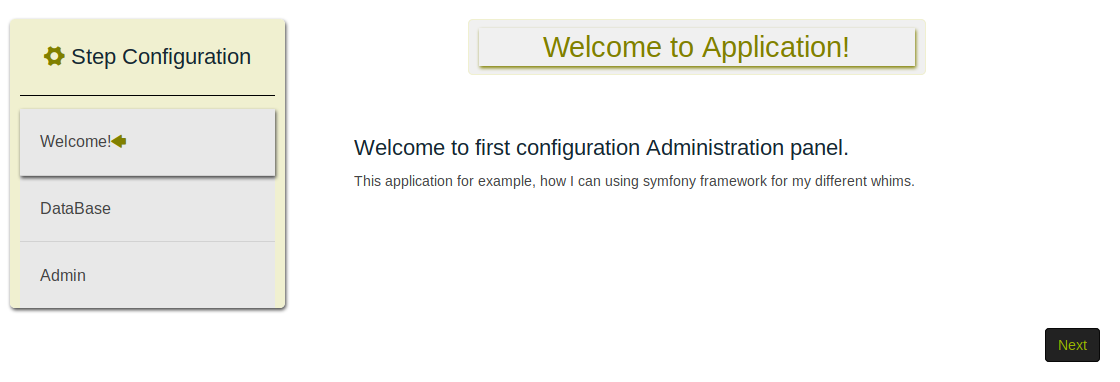 Step Configuration
Welcome!
DataBase
Admin
Welcome to Application!
Welcome to first configuration Administration panel.
This application for example, how I can using symfony framework for my different whims.
Next